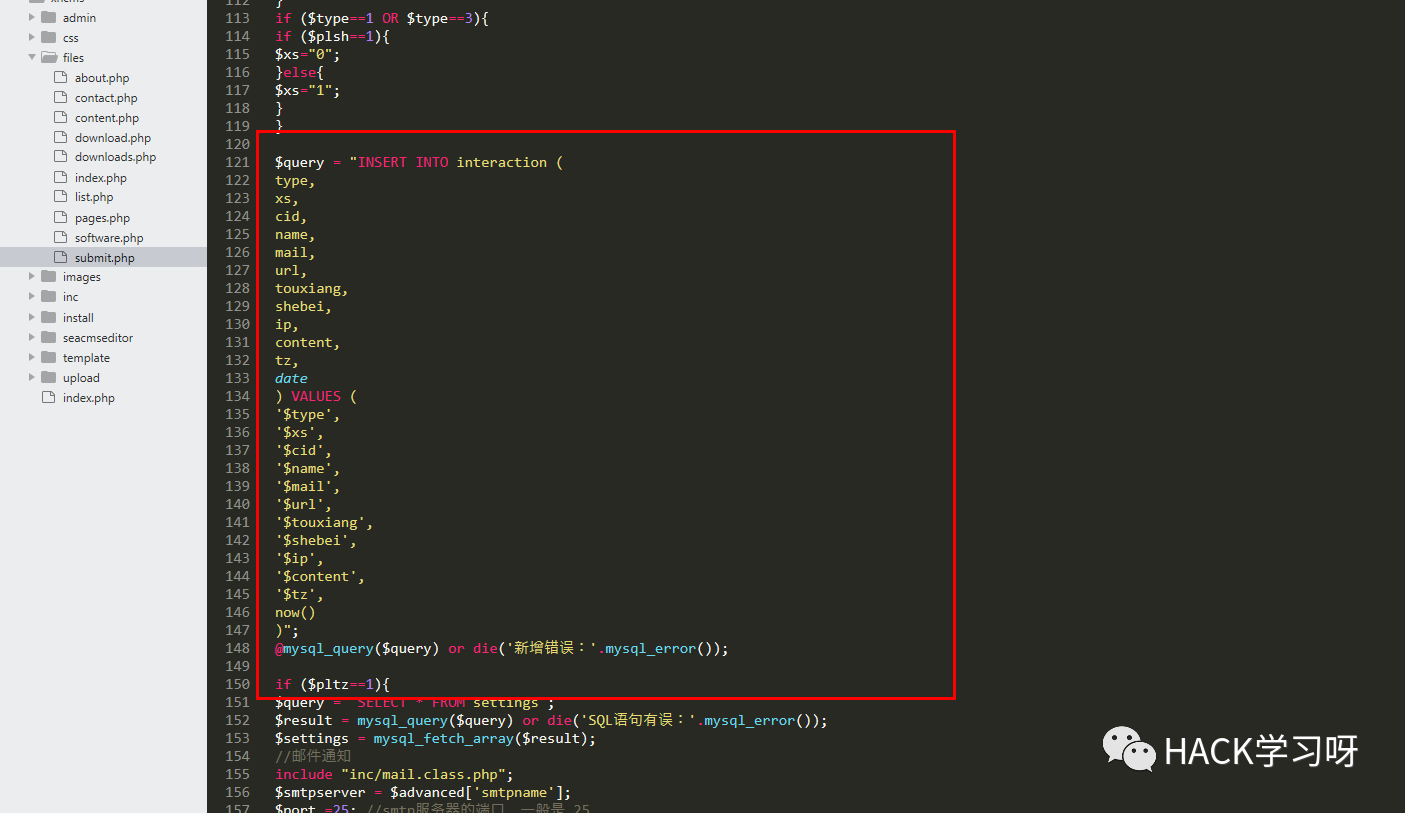 admin
css
files
about.php
contact.php
content.php
download.php
downloads.php
index.php
list.php
pages.php
software.php
submit.php
images
inc
install
seacmseditor
template
upload
index.php
112 }
113 if ($type==1 OR $type==3){
114 if ($plsh==1){
115 $xs="0";
116 }else{
117 $xs="1";
118 }
119 }
120
121 $query = "INSERT INTO interaction (
122 type,
123 xs,
124 cid,
125 name,
126 mail,
127 url,
128 touxiang,
129 shebei,
130 ip,
131 content,
132 tz,
133 date
134 ) VALUES (
135 '$type',
136 '$xs',
137 '$cid',
138 '$name',
139 '$mail',
140 '$url',
141 '$touxiang',
142 '$shebei',
143 '$ip',
144 '$content',
145 '$tz',
146 now()
147 )";
148 @mysql_query($query) or die('新增错误：'.mysql_error());
149
150 if ($pltz==1){
151 $query = "SELECT * FROM settings";
152 $result = mysql_query($query) or die('SQL语句有误：'.mysql_error());
153 $settings = mysql_fetch_array($result);
154 //邮件通知
155 include "inc/mail.class.php";
156 $smtpserver = $advanced['smtpname'];
157 $port =25; //smtp服务器的端口，一般是 25
HACK学习呀